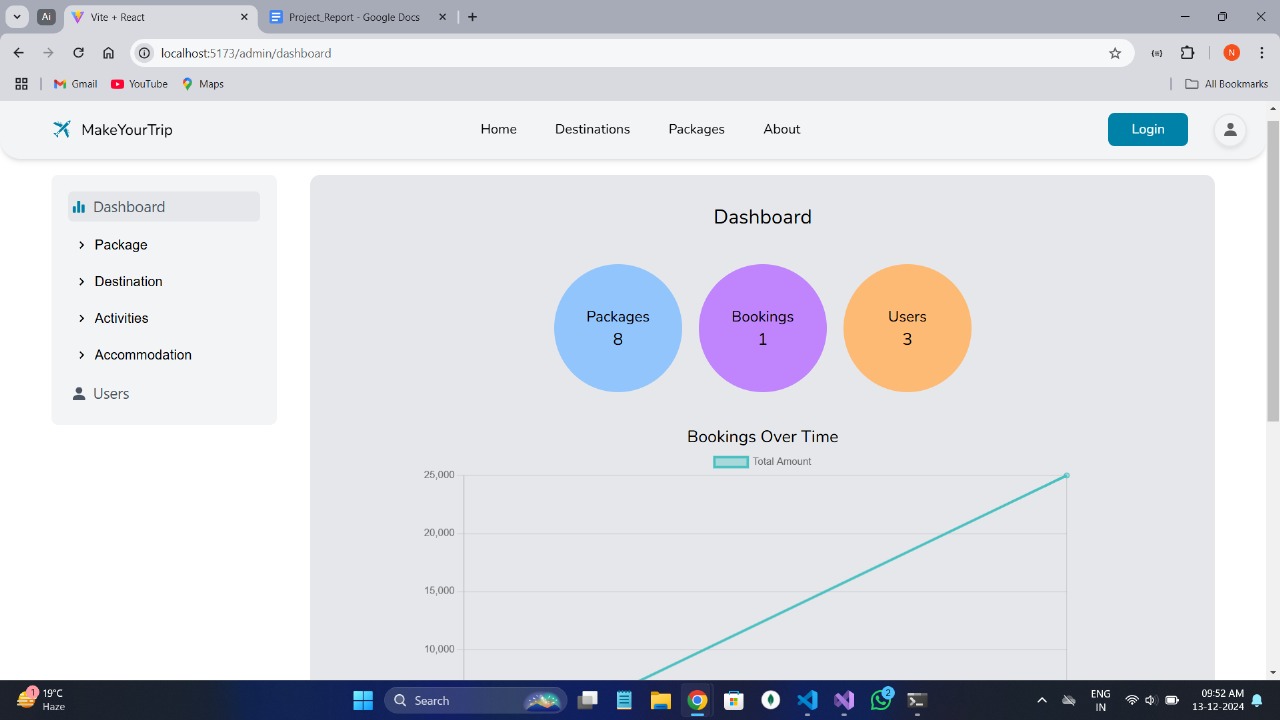 Ai
Vite + React
Project_Report - Google Docs
localhost:5173/admin/dashboard
N
Gmail
YouTube
Maps
All Bookmarks
MakeYourTrip
Home
Destinations
Packages
About
Login
Dashboard
Package
Destination
Activities
Accommodation
Users
Dashboard
Packages
8
Bookings
1
Users
3
Bookings Over Time
Total Amount
25,000
20,000
15,000
10,000
1
19°C
Haze
Search
2
ENG
IN
09:52 AM
13-12-2024